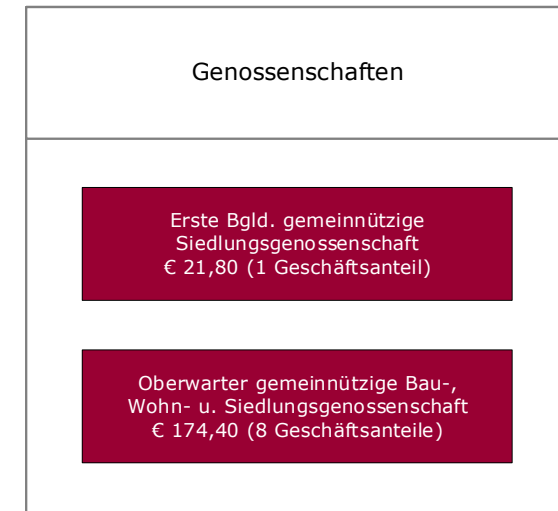 Genossenschaften
Erste Bgld. gemeinnützige
Siedlungsgenossenschaft
€ 21,80 (1 Geschäftsanteil)
Oberwarter gemeinnützige Bau-,
Wohn- u. Siedlungsgenossenschaft
€ 174,40 (8 Geschäftsanteile)